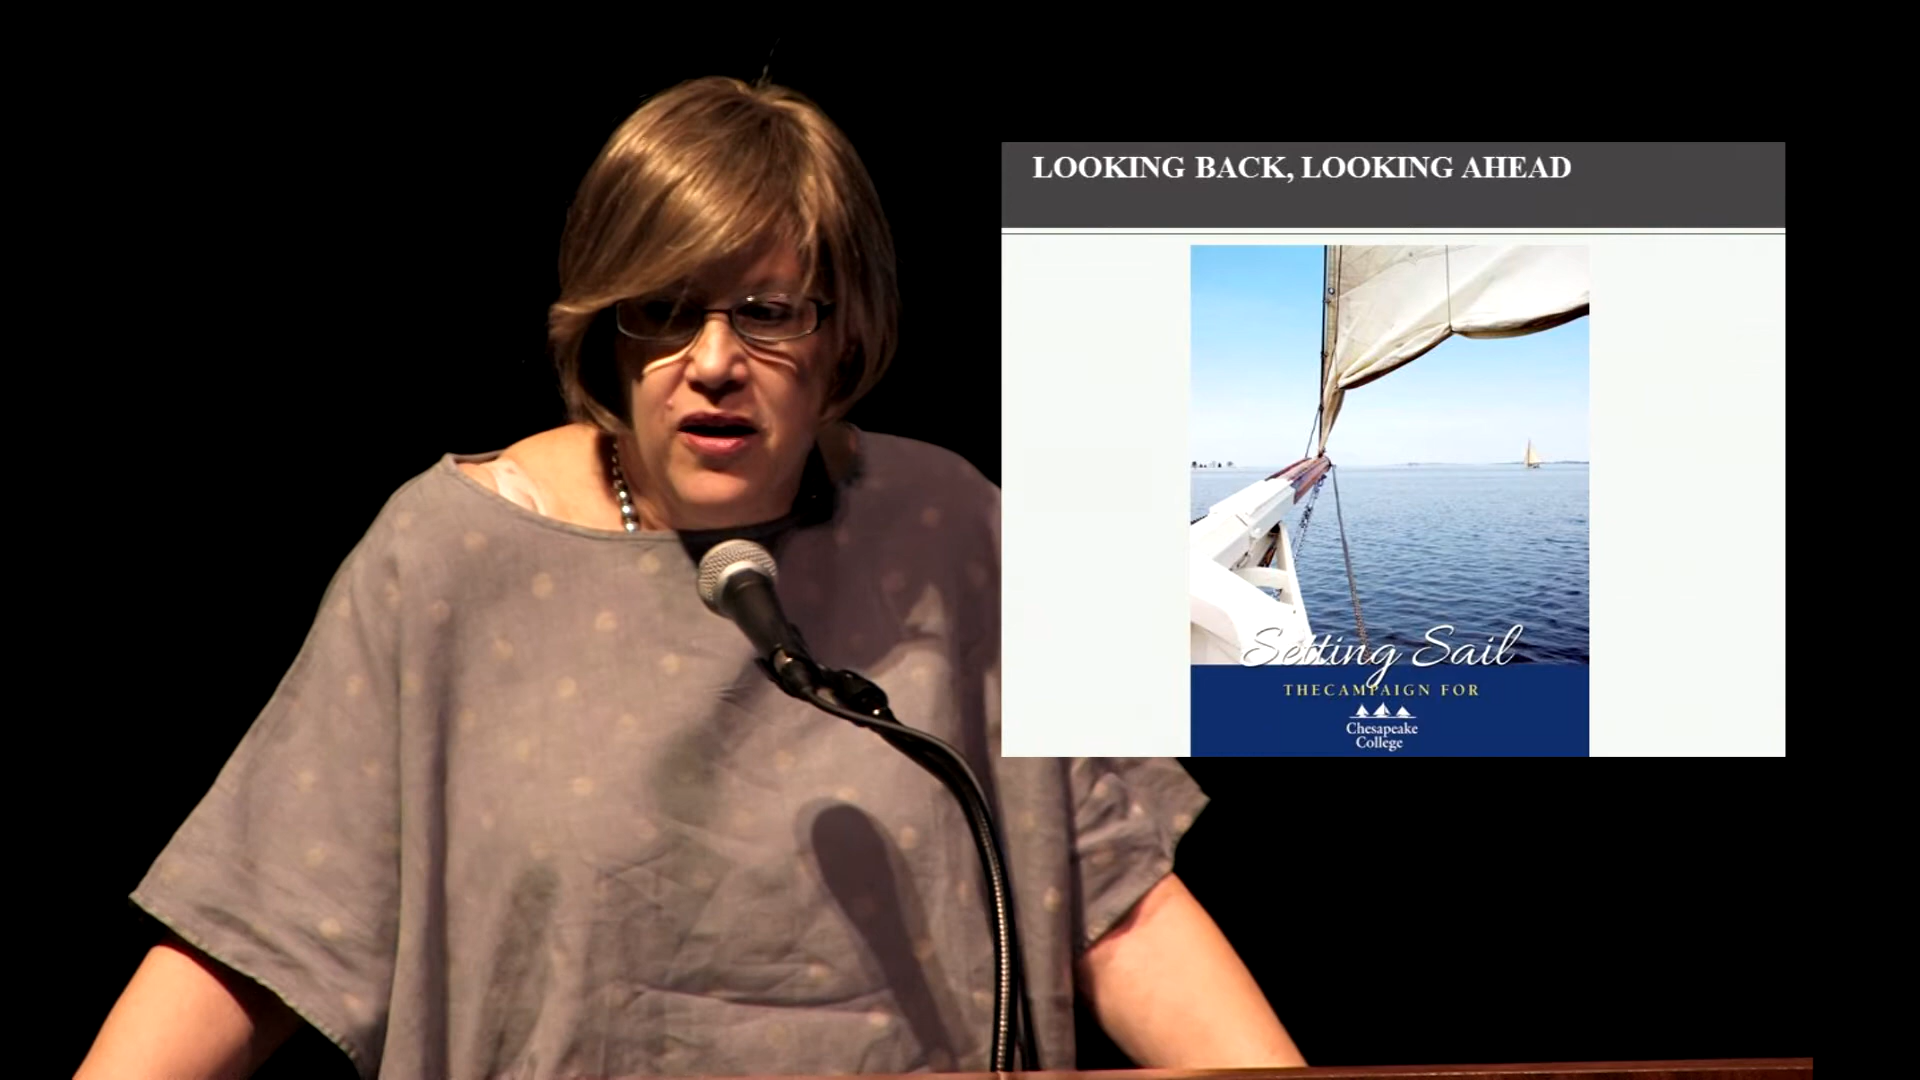 LOOKING BACK, LOOKING AHEAD
Setting Sail
THECAMPAIGN FOR
Chesapeake
College